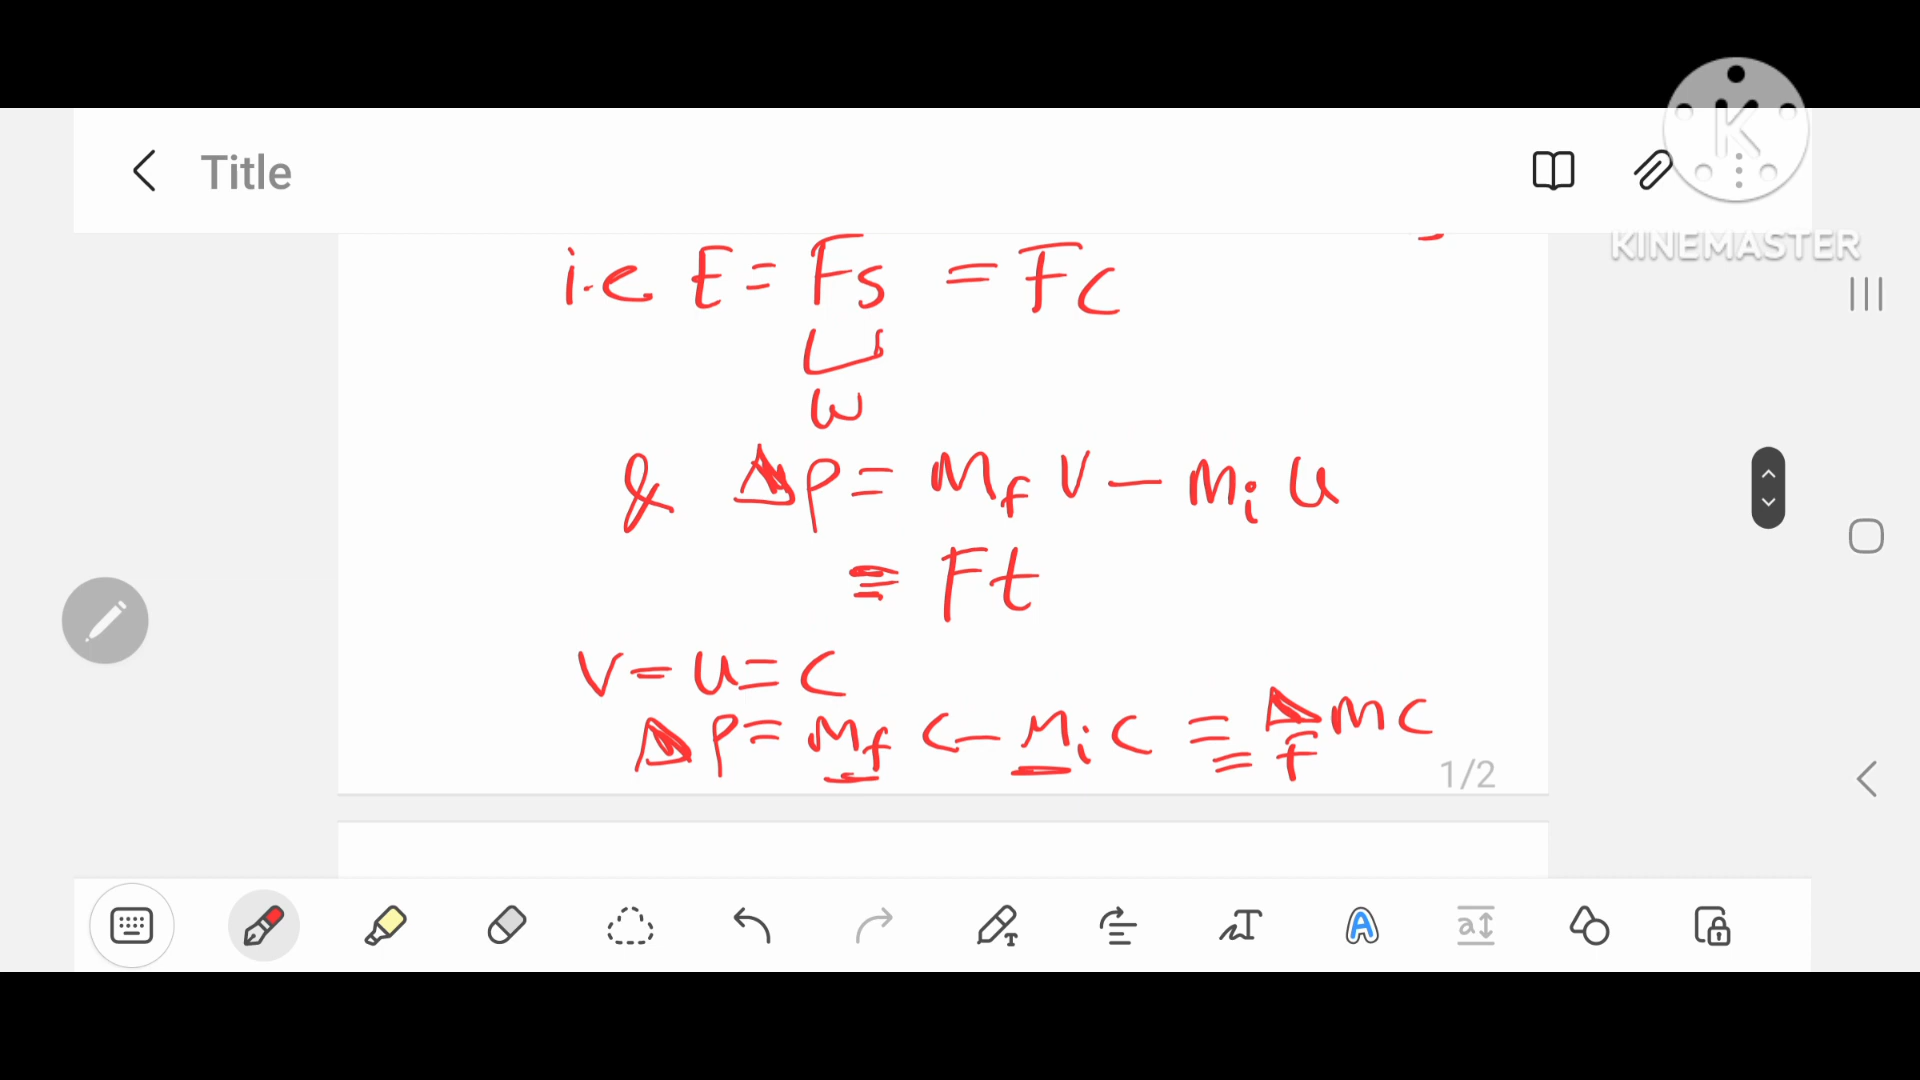 Title
KINEMASTER
i.e E = Fs = Fc
w
& Δp = mf v - mi u
= Ft
v = u = c
Δp = mf c - mi c = Δmc
= F
1/2